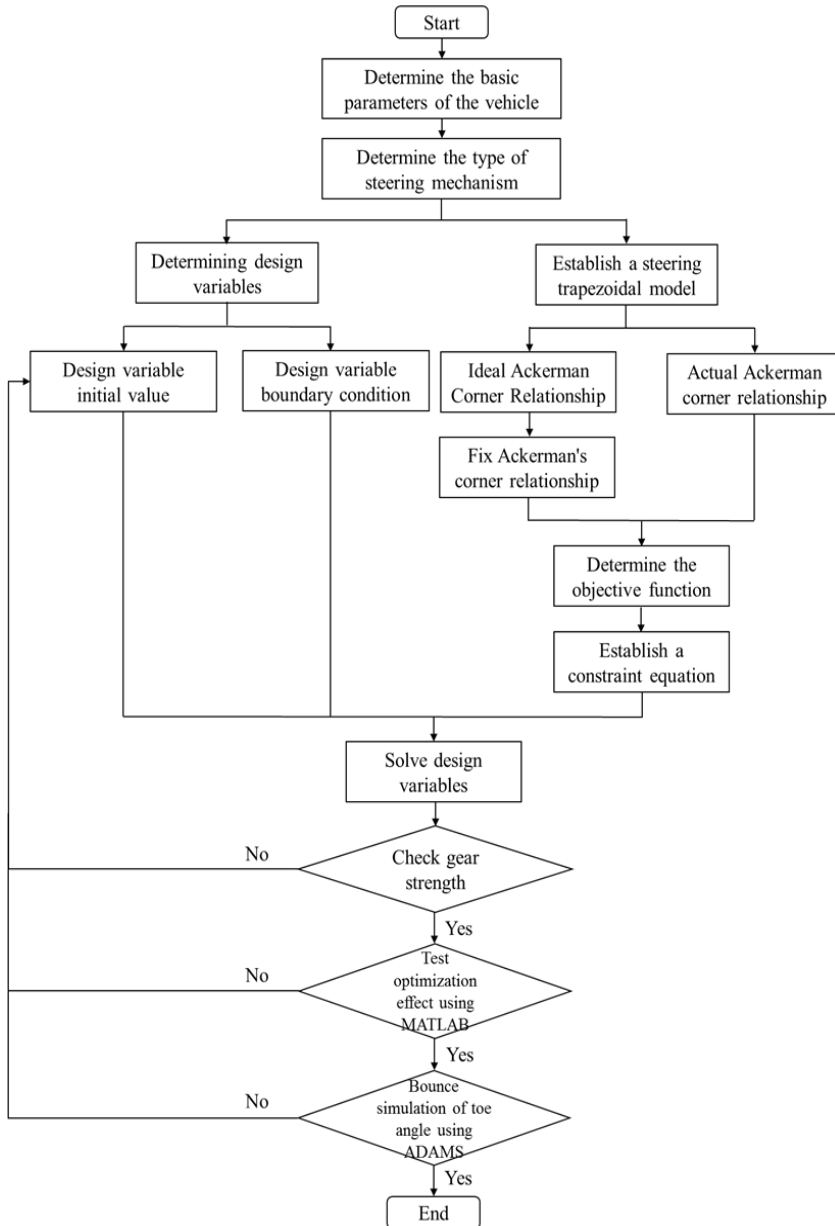 Start
Determine the basic
parameters of the vehicle
Determine the type of
steering mechanism
Determining design
variables
Establish a steering
trapezoidal model
Design variable
initial value
Design variable
boundary condition
Ideal Ackerman
Corner Relationship
Actual Ackerman
corner relationship
Fix Ackerman's
corner relationship
Determine the
objective function
Establish a
constraint equation
Solve design
variables
No
Check gear
strength
Yes
No
Test
optimization
effect using
MATLAB
Yes
No
Bounce
simulation of toe
angle using
ADAMS
Yes
End